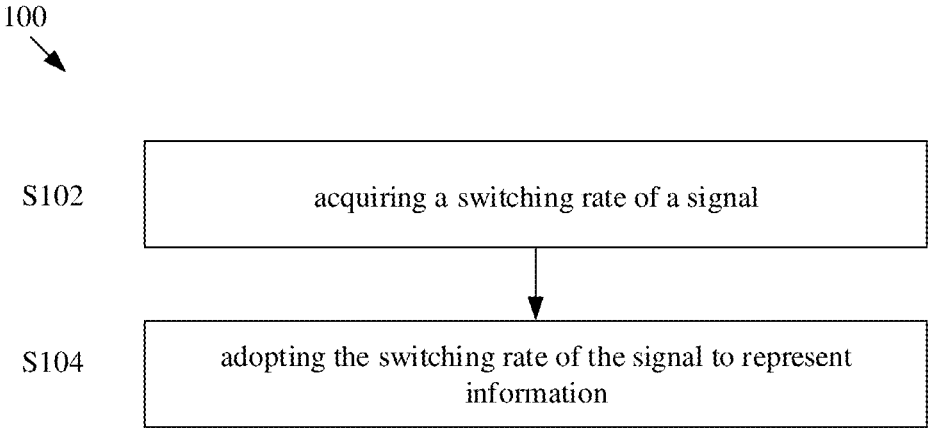 100
S102
acquiring a switching rate of a signal
S104
adopting the switching rate of the signal to represent
information